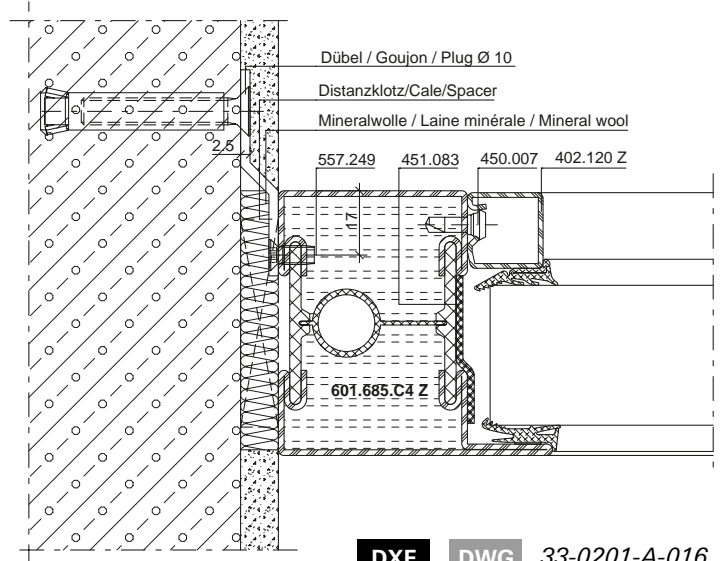 Dübel / Goujon / Plug Ø 10
Distanzklotz/Cale/Spacer
Mineralwolle / Laine minérale / Mineral wool
2.5
557.249 451.083 450.007 402.120 Z
17
601.685.C4 Z
DXF DWG 33-0201-A-016